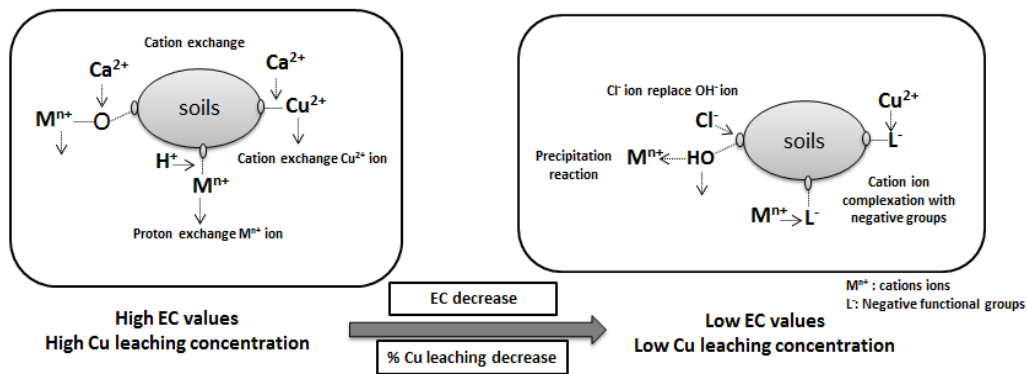 Cation exchange
Ca²⁺
Ca²⁺
soils
Mⁿ⁺
O
Cu²⁺
H⁺
Cation exchange Cu²⁺ ion
Mⁿ⁺
Proton exchange Mⁿ⁺ ion
High EC values
High Cu leaching concentration
EC decrease
% Cu leaching decrease
Cl⁻ ion replace OH⁻ ion
Cl⁻
Cu²⁺
soils
L⁻
Precipitation
reaction
Mⁿ⁺
HO
Cation ion
complexation with
negative groups
Mⁿ⁺
L⁻
Mⁿ⁺ : cations ions
L⁻: Negative functional groups
Low EC values
Low Cu leaching concentration